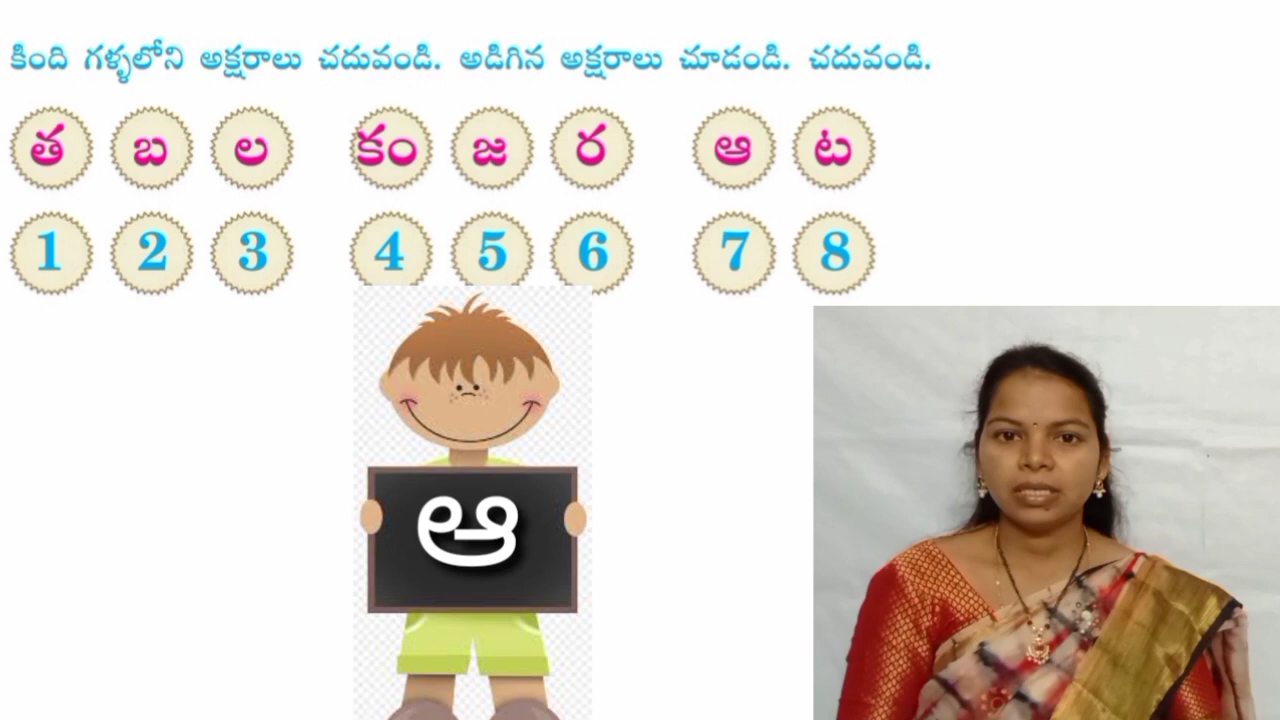 కింది గళ్ళలోని అక్షరాలు చదువండి. అడిగిన అక్షరాలు చూడండి. చదువండి.
త బ ల కం జ ర ఆ ట
1 2 3 4 5 6 7 8
ఆ